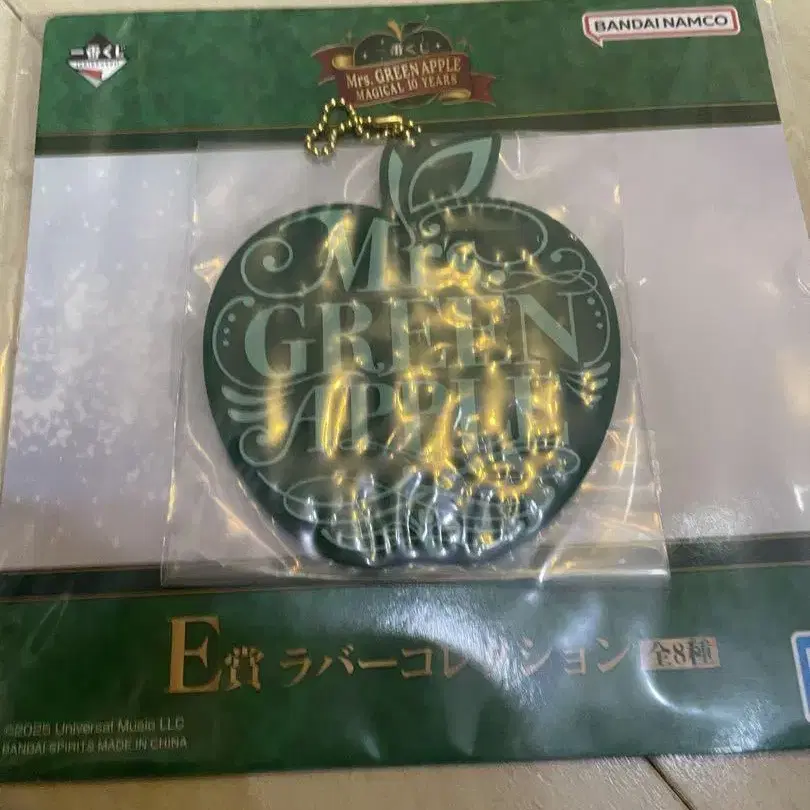 一番くじ
一番くじ
Mrs. GREEN APPLE
MAGICAL 10 YEARS
BANDAI NAMCO
Mrs.
GREEN
APPLE
E賞 ラバーコレクション 全8種
©2025 Universal Music LLC
BANDAI SPIRITS MADE IN CHINA